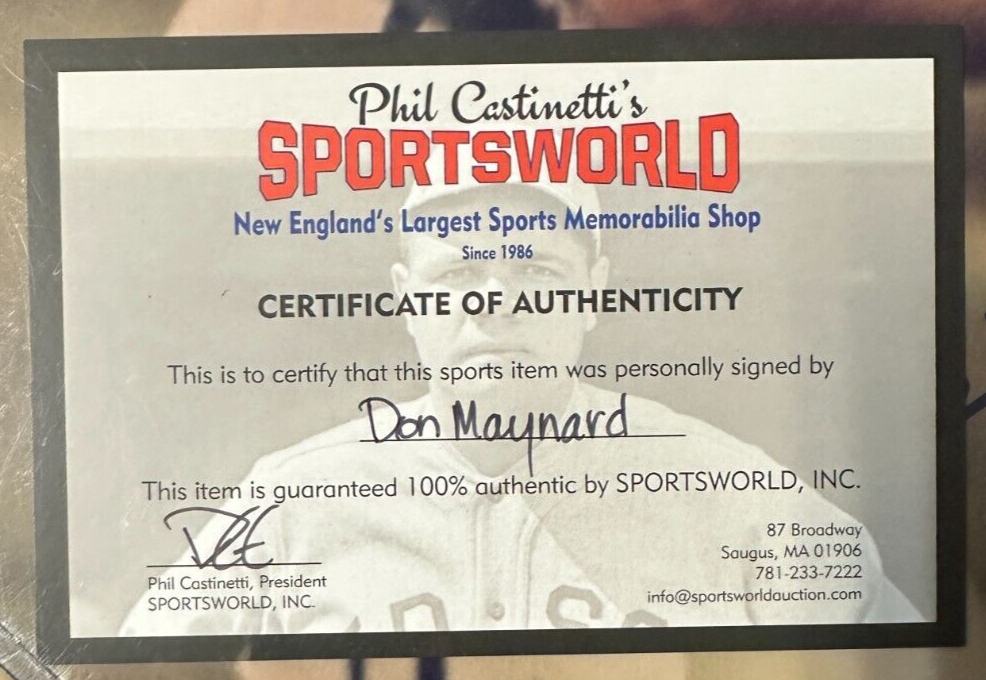 Phil Castinetti's
SPORTSWORLD
New England's Largest Sports Memorabilia Shop
Since 1986
CERTIFICATE OF AUTHENTICITY
This is to certify that this sports item was personally signed by
Don Maynard
This item is guaranteed 100% authentic by SPORTSWORLD, INC.
Phil Castinetti, President
SPORTSWORLD, INC.
87 Broadway
Saugus, MA 01906
781-233-7222
info@sportsworldauction.com